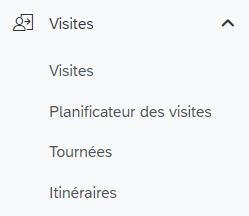 Visites
Visites
Planificateur des visites
Tournées
Itinéraires